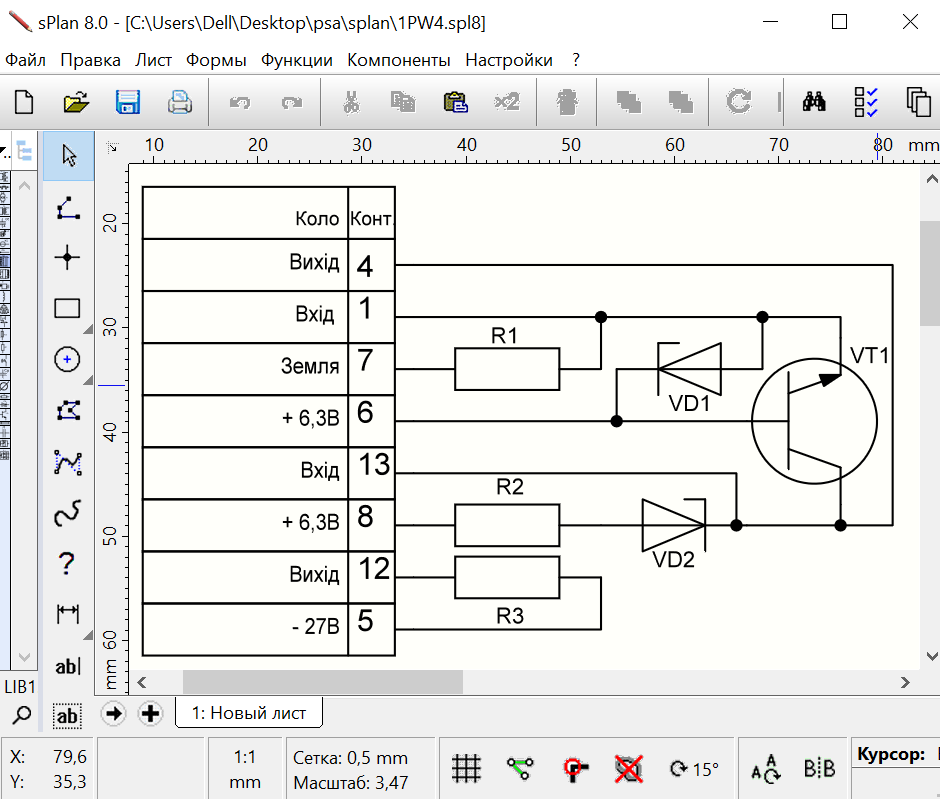 sPlan 8.0 - [C:\Users\Dell\Desktop\psa\splan\1PW4.spl8]
Файл Правка Лист Формы Функции Компоненты Настройки ?
x2
10 20 30 40 50 60 70 80 mm
20
30
40
50
60
mm
Коло Конт.
Вихід 4
Вхід 1
Земля 7
+ 6,3В 6
Вхід 13
+ 6,3В 8
Вихід 12
- 27В 5
R1
VD1
VT1
R2
VD2
R3
?
ab|
LIB1
ab
1: Новый лист
X: 79,6
Y: 35,3
1:1
mm
Сетка: 0,5 mm
Масштаб: 3,47
15°
A A A
B B
Курсор: